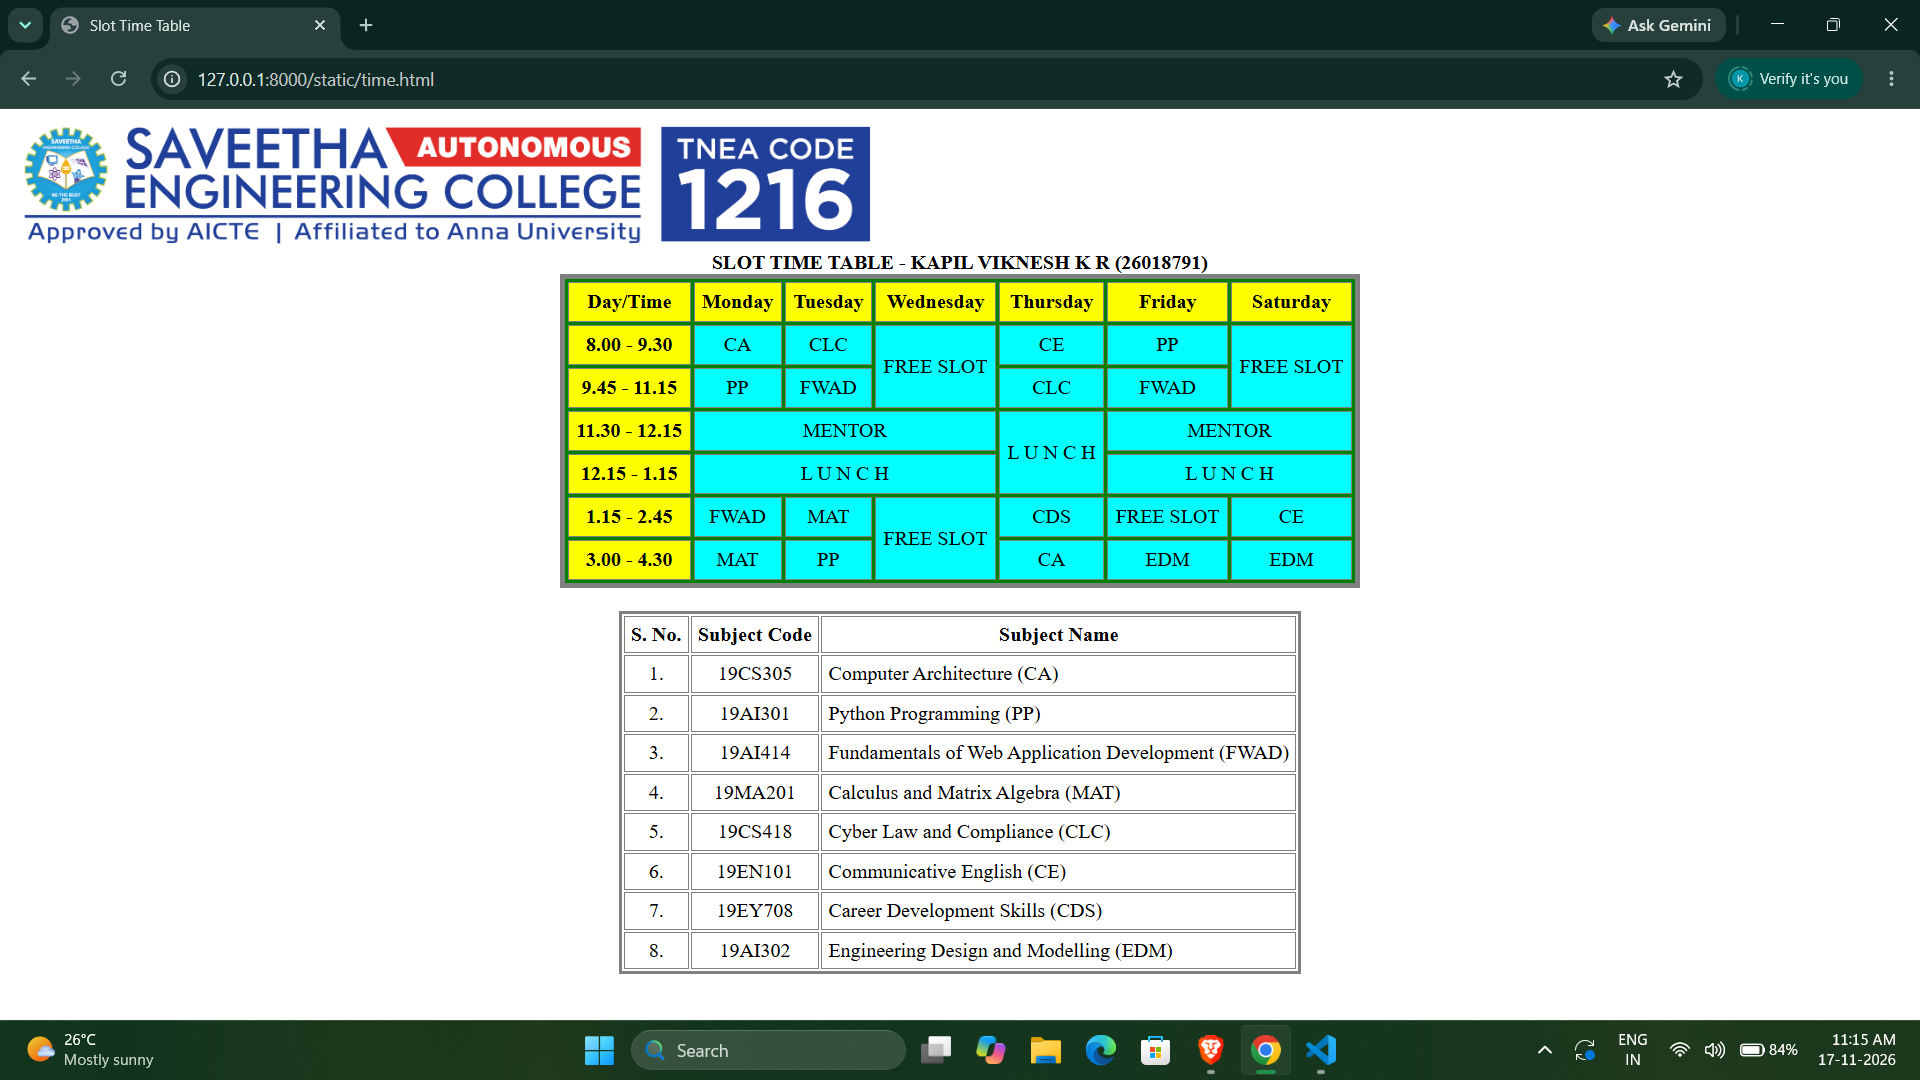 Slot Time Table
Ask Gemini
127.0.0.1:8000/static/time.html
K
Verify it's you
SAVEETHA AUTONOMOUS
ENGINEERING COLLEGE
Approved by AICTE | Affiliated to Anna University
TNEA CODE
1216
SLOT TIME TABLE - KAPIL VIKNESH K R (26018791)
Day/Time Monday Tuesday Wednesday Thursday Friday Saturday
8.00 - 9.30 CA CLC FREE SLOT CE PP FREE SLOT
9.45 - 11.15 PP FWAD CLC FWAD
11.30 - 12.15 MENTOR L U N C H MENTOR
12.15 - 1.15 L U N C H L U N C H
1.15 - 2.45 FWAD MAT FREE SLOT CDS FREE SLOT CE
3.00 - 4.30 MAT PP CA EDM EDM
S. No. Subject Code Subject Name
1. 19CS305 Computer Architecture (CA)
2. 19AI301 Python Programming (PP)
3. 19AI414 Fundamentals of Web Application Development (FWAD)
4. 19MA201 Calculus and Matrix Algebra (MAT)
5. 19CS418 Cyber Law and Compliance (CLC)
6. 19EN101 Communicative English (CE)
7. 19EY708 Career Development Skills (CDS)
8. 19AI302 Engineering Design and Modelling (EDM)
26°C
Mostly sunny
Search
ENG
IN
84%
11:15 AM
17-11-2026